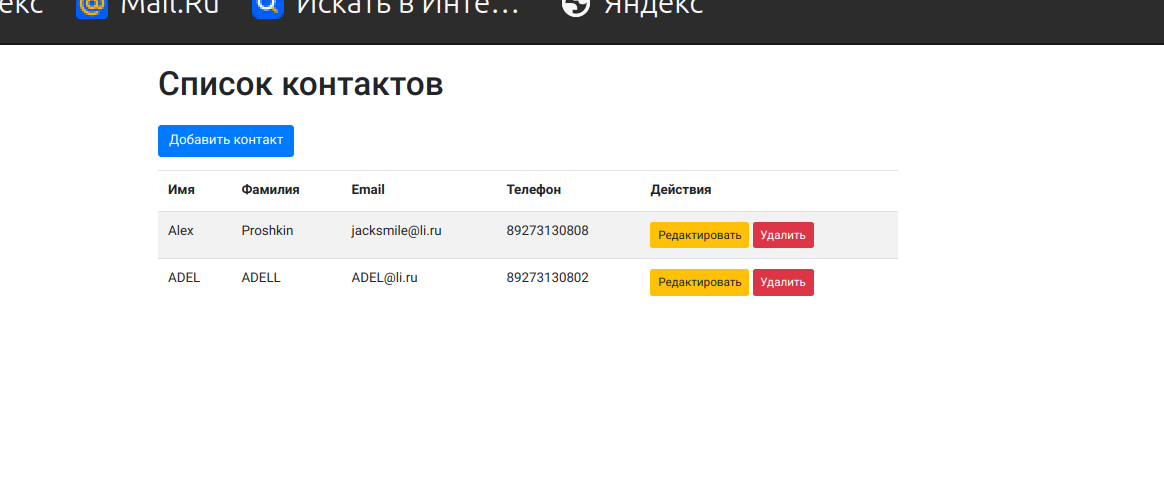 екс Mail.Ru Искать в Инте... Яндекс
Список контактов
Добавить контакт
Имя Фамилия Email Телефон Действия
Alex Proshkin jacksmile@li.ru 89273130808 Редактировать Удалить
ADEL ADELL ADEL@li.ru 89273130802 Редактировать Удалить